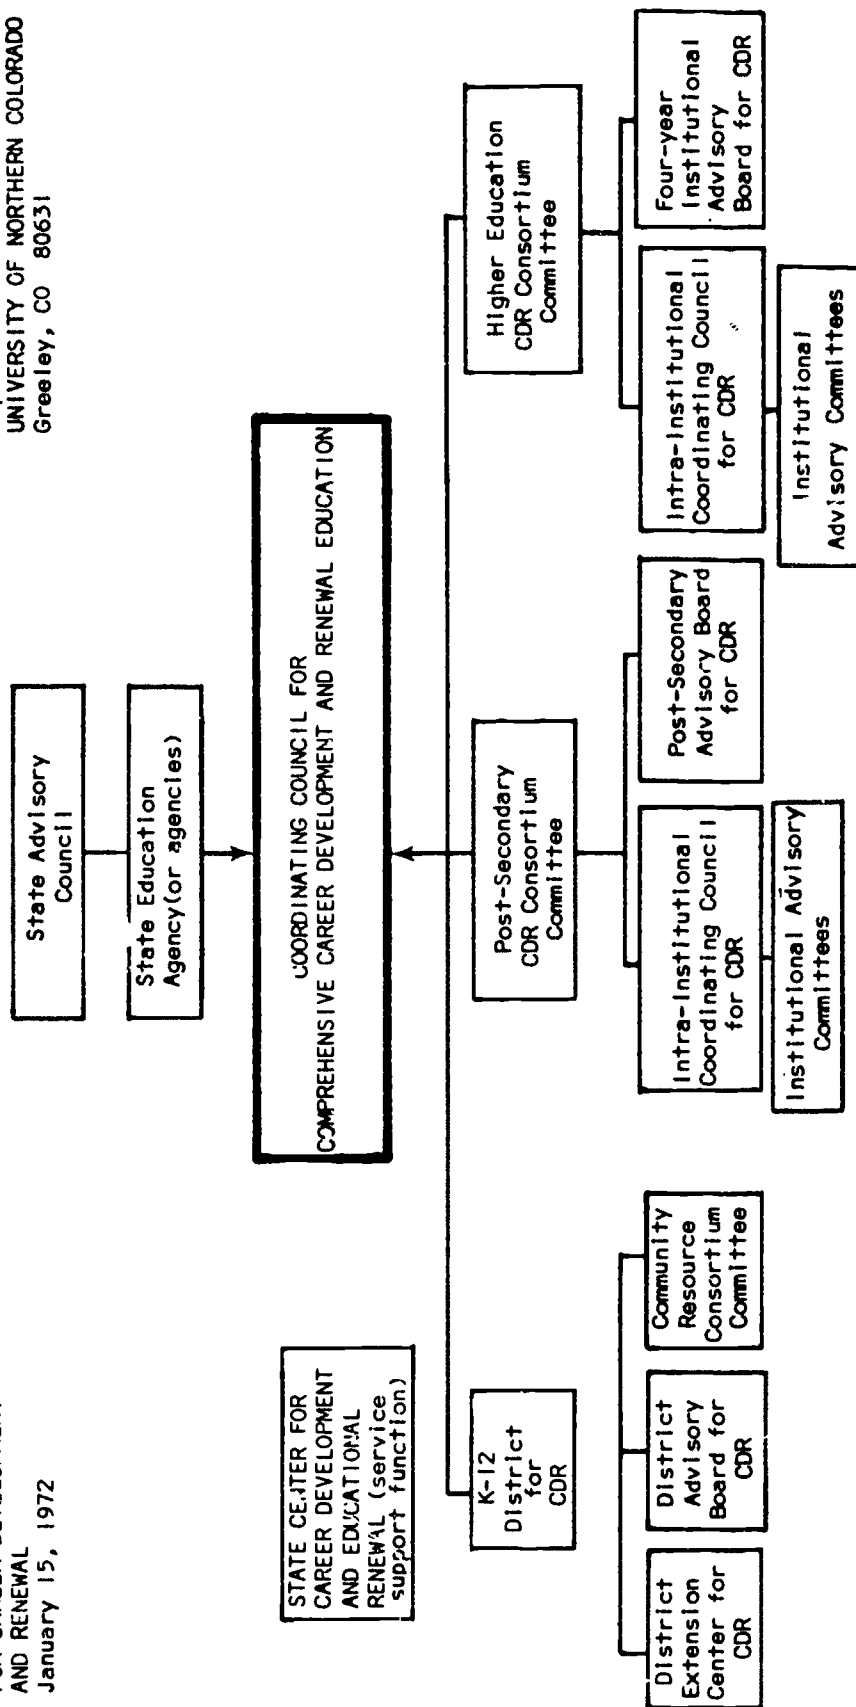 AND RENEWAL
January 15, 1972
UNIVERSITY OF NORTHERN COLORADO
Greeley, CO 80631
State Advisory
Council
State Education
Agency(or agencies)
COORDINATING COUNCIL FOR
COMPREHENSIVE CAREER DEVELOPMENT AND RENEWAL EDUCATION
STATE CENTER FOR
CAREER DEVELOPMENT
AND EDUCATIONAL
RENEWAL (service
support function)
K-12
District
for
CDR
Post-Secondary
CDR Consortium
Committee
Higher Education
CDR Consortium
Committee
District
Extension
Center for
CDR
District
Advisory
Board for
CDR
Community
Resource
Consortium
Committee
Intra-Institutional
Coordinating Council
for CDR
Post-Secondary
Advisory Board
for CDR
Intra-Institutional
Coordinating Council
for CDR
Four-year
Institutional
Advisory
Board for CDR
Institutional Advisory
Committees
Institutional
Advisory Committees